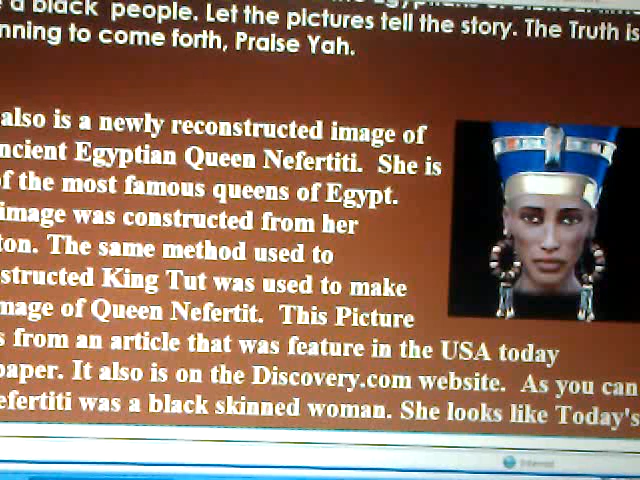 a black people. Let the pictures tell the story. The Truth is
nning to come forth, Praise Yah.
also is a newly reconstructed image of
ncient Egyptian Queen Nefertiti. She is
of the most famous queens of Egypt.
image was constructed from her
ton. The same method used to
structed King Tut was used to make
mage of Queen Nefertit. This Picture
s from an article that was feature in the USA today
paper. It also is on the Discovery.com website. As you can
efertiti was a black skinned woman. She looks like Today's
Internet